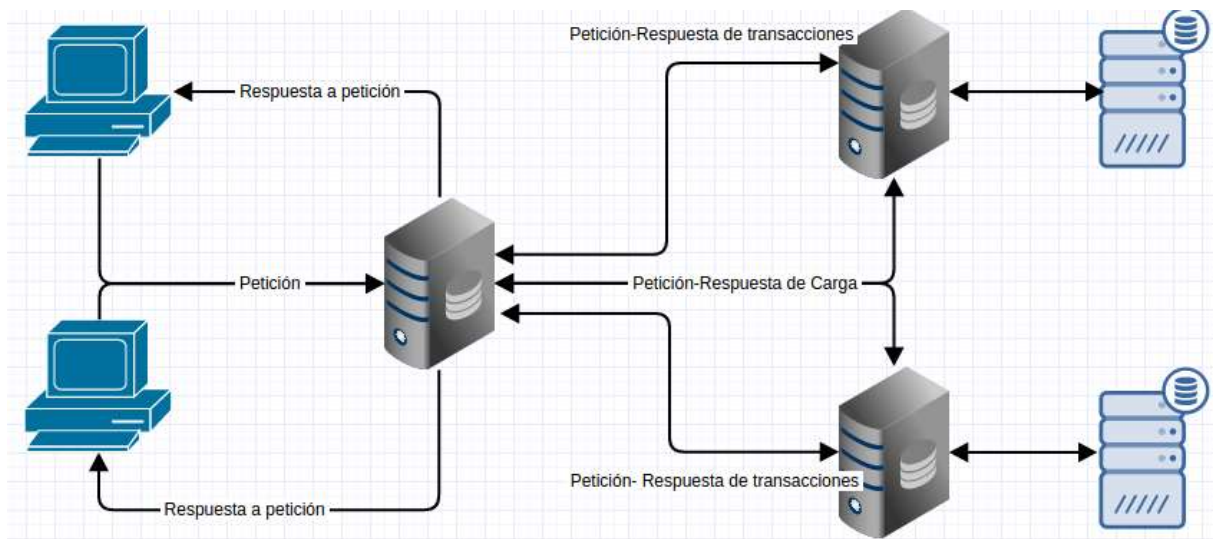 Petición-Respuesta de transacciones
Respuesta a petición
Petición
Petición-Respuesta de Carga
Petición- Respuesta de transacciones
Respuesta a petición